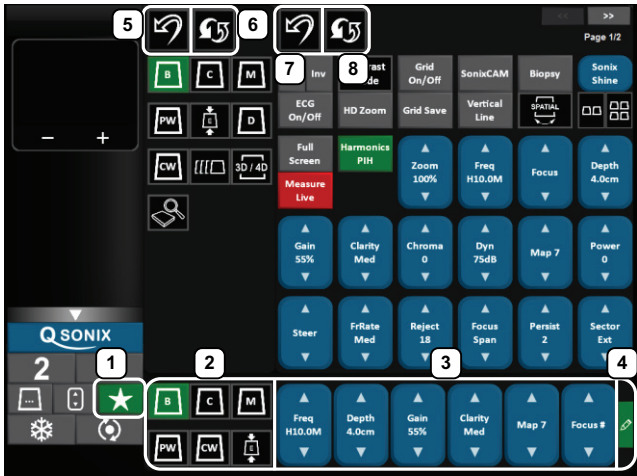 << >>
Page 1/2
5 6
7 8
B C M
Inv
rast
de
Grid
On/Off
SonixCAM
Biopsy
Sonix
Shine
PW E D
ECG
On/Off
HD Zoom
Grid Save
Vertical
Line
SPATIAL
− +
CW 3D / 4D
Full
Screen
Harmonics
PIH
Measure
Live
Zoom
100%
Freq
H10.0M
Focus
Depth
4.0cm
Gain
55%
Clarity
Med
Chroma
0
Dyn
75dB
Map 7
Power
0
Steer
FrRate
Med
Reject
18
Focus
Span
Persist
2
Sector
Ext
QSONIX
2
1 2 3 4
...
B C M
PW CW E
Freq
H10.0M
Depth
4.0cm
Gain
55%
Clarity
Med
Map 7
Focus #